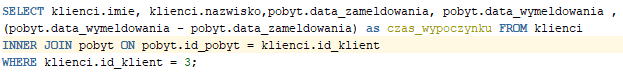 SELECT klienci.imie, klienci.nazwisko,pobyt.data_zameldowania, pobyt.data_wymeldowania ,
(pobyt.data_wymeldowania - pobyt.data_zameldowania) as czas_wypoczynku FROM klienci
INNER JOIN pobyt ON pobyt.id_pobyt = klienci.id_klient
WHERE klienci.id_klient = 3;